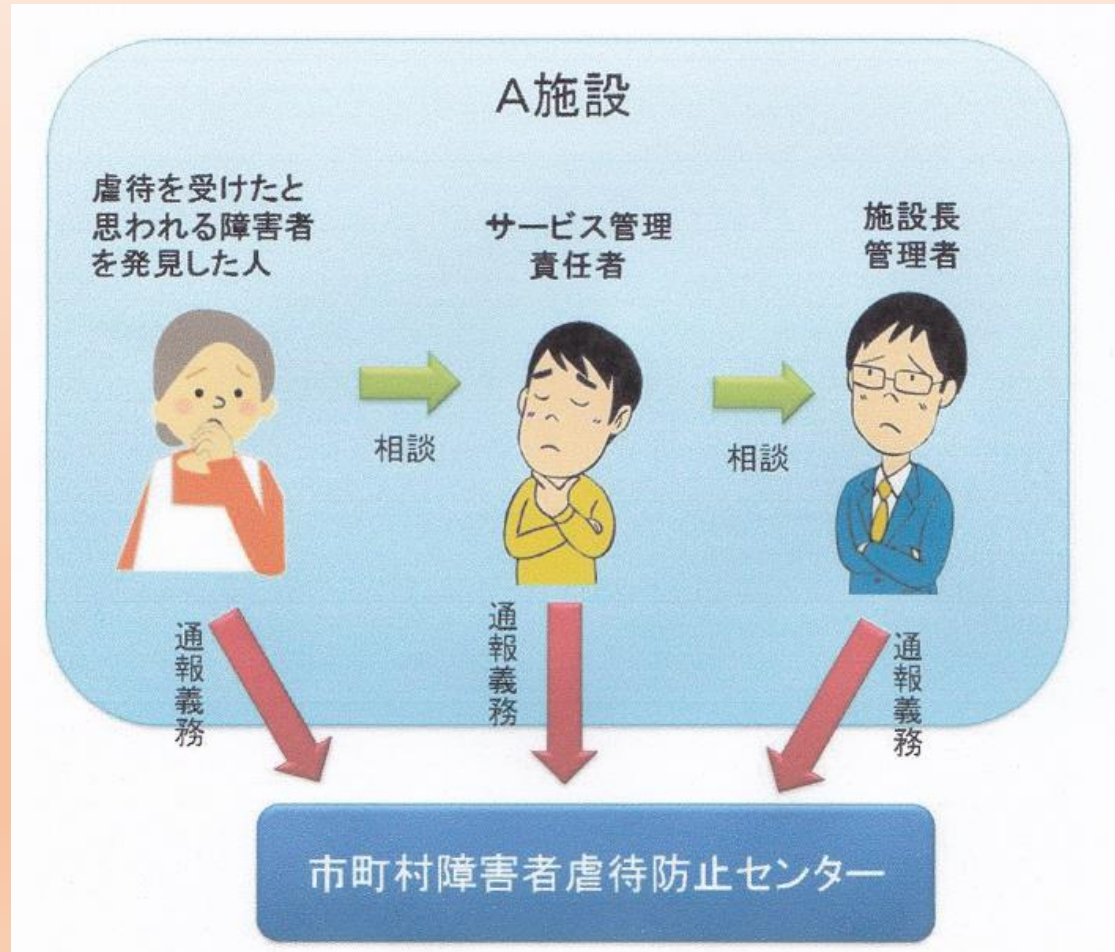 A施設
虐待を受けたと
思われる障害者
を発見した人
サービス管理
責任者
施設長
管理者
相談
相談
通報義務
通報義務
通報義務
市町村障害者虐待防止センター